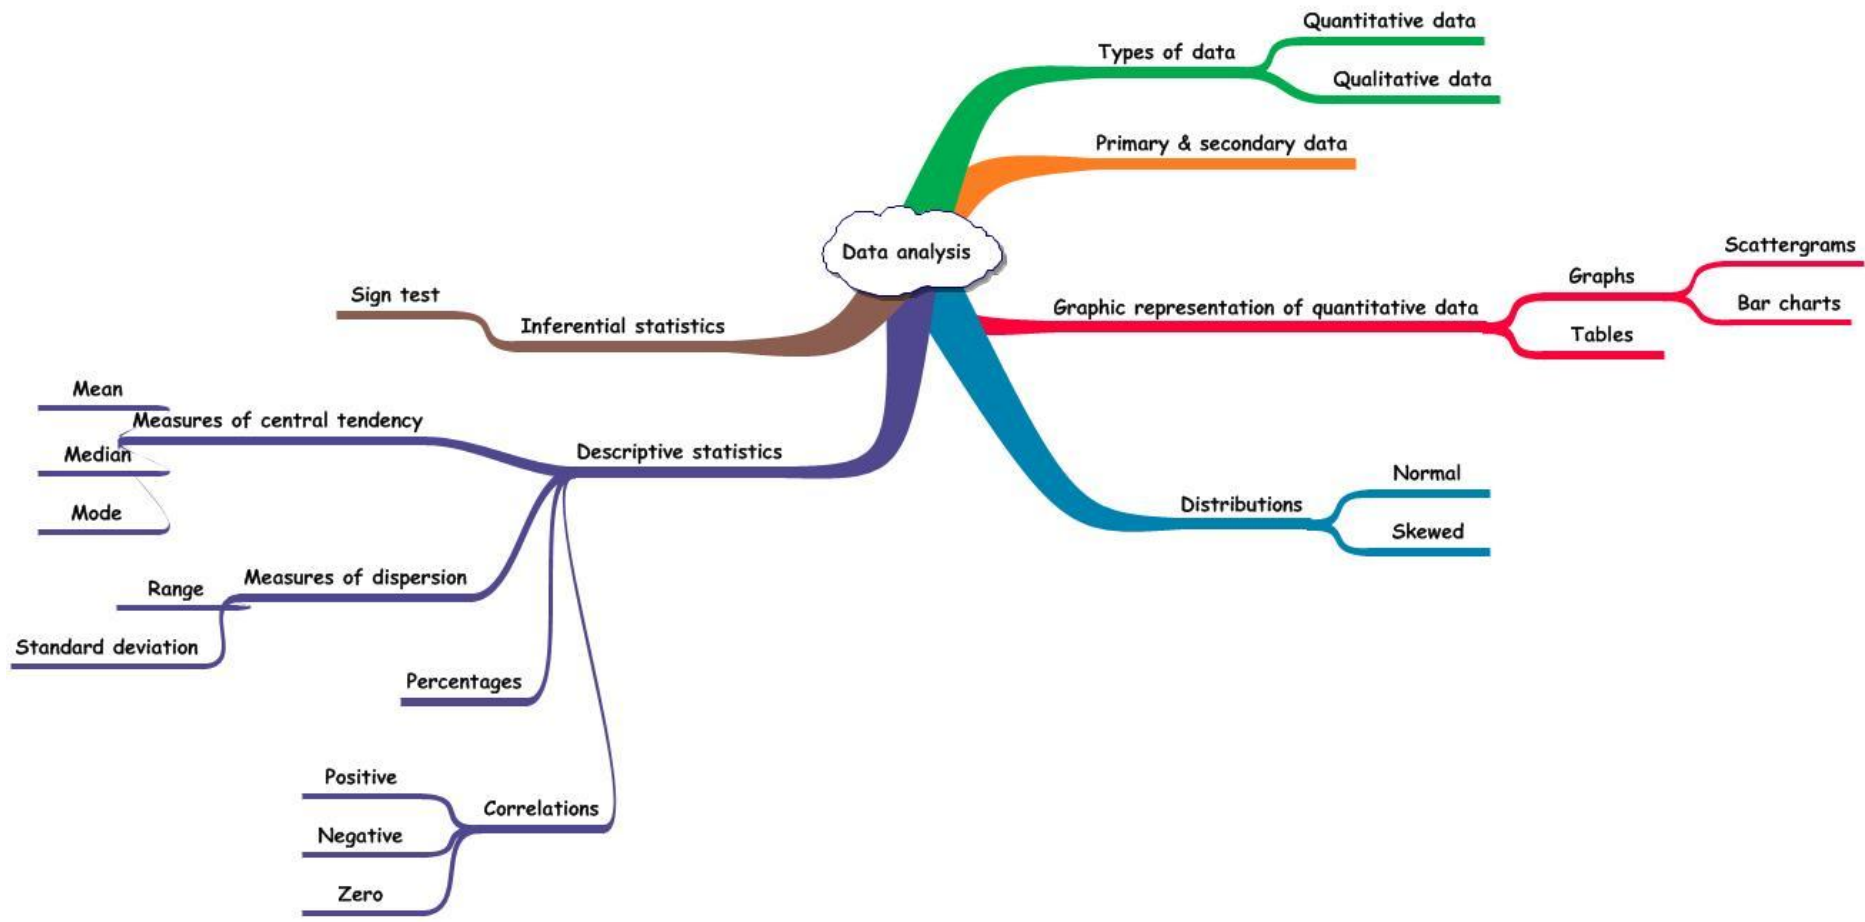 Data analysis
Types of data
Quantitative data
Qualitative data
Primary & secondary data
Graphic representation of quantitative data
Graphs
Scattergrams
Bar charts
Tables
Distributions
Normal
Skewed
Descriptive statistics
Measures of central tendency
Mean
Median
Mode
Measures of dispersion
Range
Standard deviation
Percentages
Correlations
Positive
Negative
Zero
Inferential statistics
Sign test